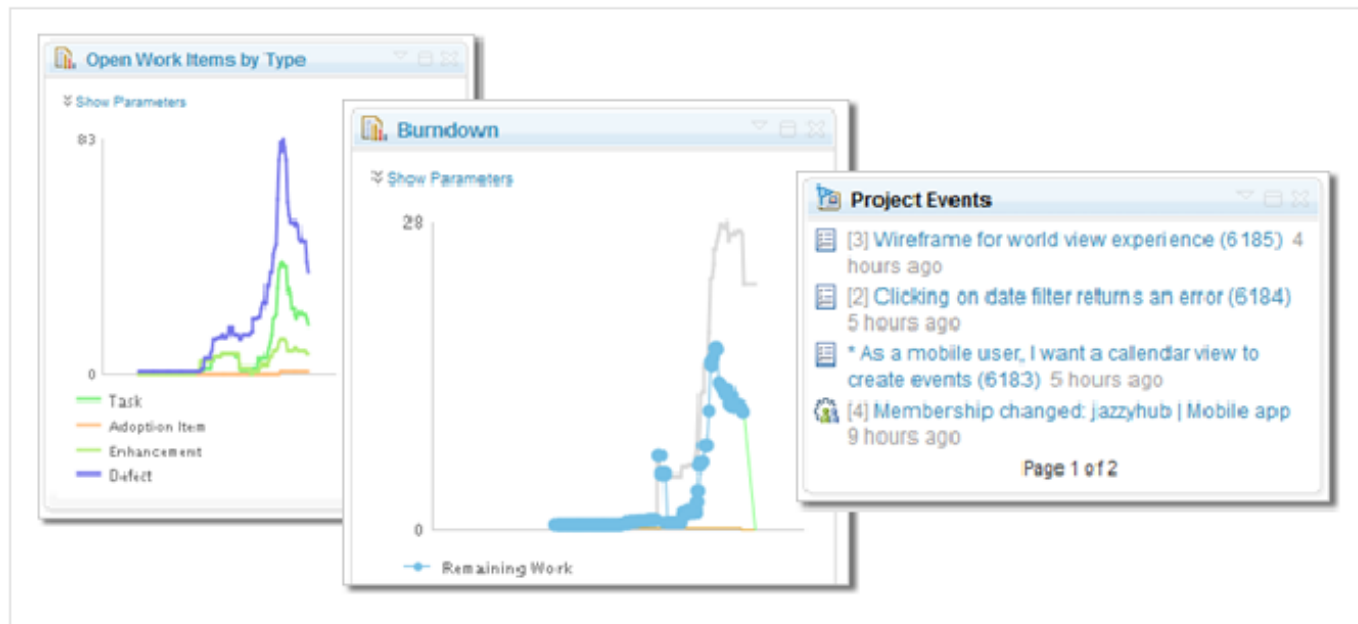 Open Work Items by Type
Show Parameters
83
0
Task
Adoption Item
Enhancement
Defect
Burndown
Show Parameters
28
0
Remaining Work
Project Events
[3] Wireframe for world view experience (6185) 4
hours ago
[2] Clicking on date filter returns an error (6184)
5 hours ago
* As a mobile user, I want a callendar view to
create events (6183) 5 hours ago
[4] Membership changed: jazzyhub | Mobile app
9 hours ago
Page 1 of 2